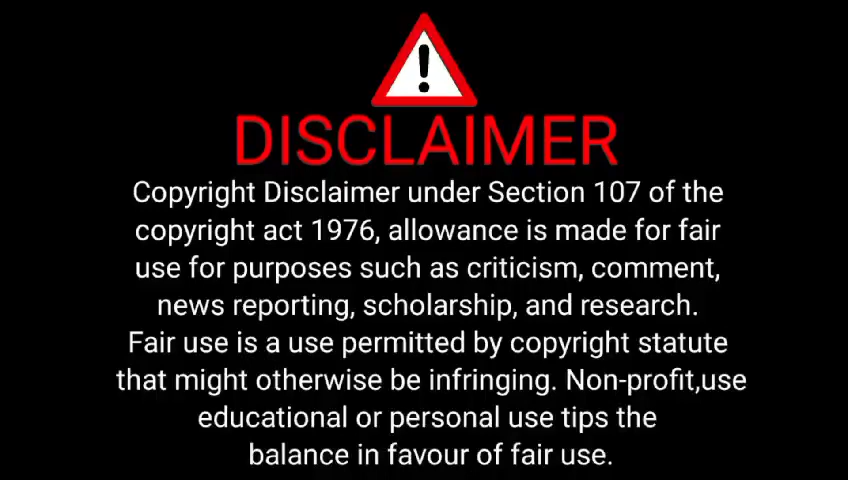 DISCLAIMER
Copyright Disclaimer under Section 107 of the
copyright act 1976, allowance is made for fair
use for purposes such as criticism, comment,
news reporting, scholarship, and research.
Fair use is a use permitted by copyright statute
that might otherwise be infringing. Non-profit,use
educational or personal use tips the
balance in favour of fair use.